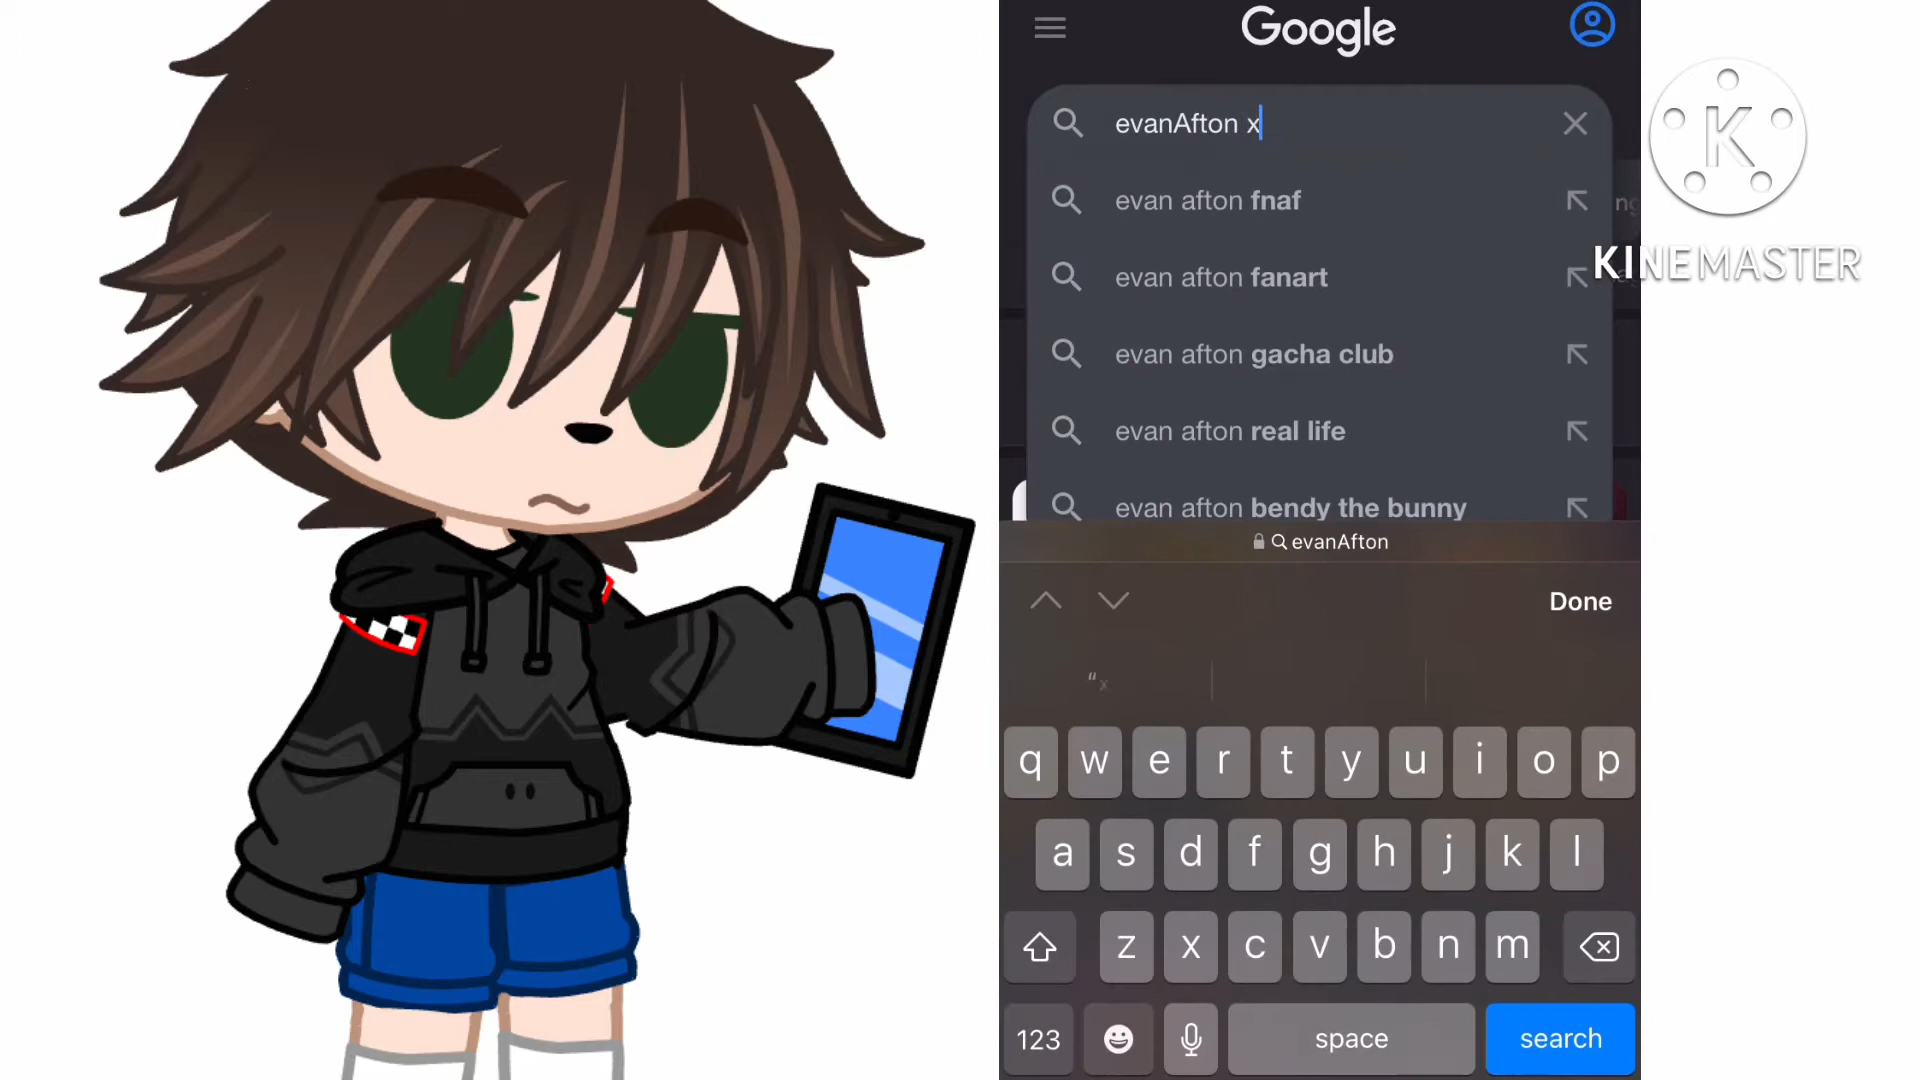 Google
evanAfton x
evan afton fnaf
ng
evan afton fanart
KINEMASTER
evan afton gacha club
evan afton real life
evan afton bendy the bunny
evanAfton
Done
“x
q w e r t y u i o p
a s d f g h j k l
z x c v b n m
123 space search